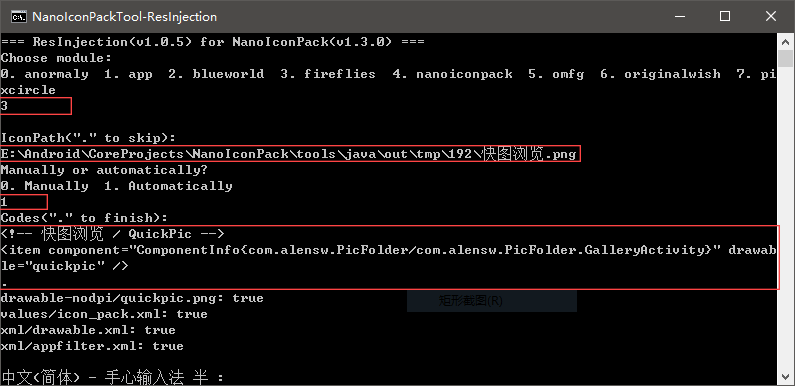 NanoIconPackTool-ResInjection
=== ResInjection(v1.0.5) for NanoIconPack(v1.3.0) ===
Choose module:
0. anormaly  1. app  2. blueworld  3. fireflies  4. nanoiconpack  5. omfg  6. originalwish  7. pi
xcircle
3
IconPath("." to skip):
E:\Android\CoreProjects\NanoIconPack\tools\java\out\tmp\192\快图浏览.png
Manually or automatically?
0. Manually  1. Automatically
1
Codes("." to finish):
<!-- 快图浏览 / QuickPic -->
<item component="ComponentInfo{com.alensw.PicFolder/com.alensw.PicFolder.GalleryActivity}" drawab
le="quickpic" />
.
drawable-nodpi/quickpic.png: true
矩形截图(R)
values/icon_pack.xml: true
xml/drawable.xml: true
xml/appfilter.xml: true
中文(简体) - 手心输入法 半 :